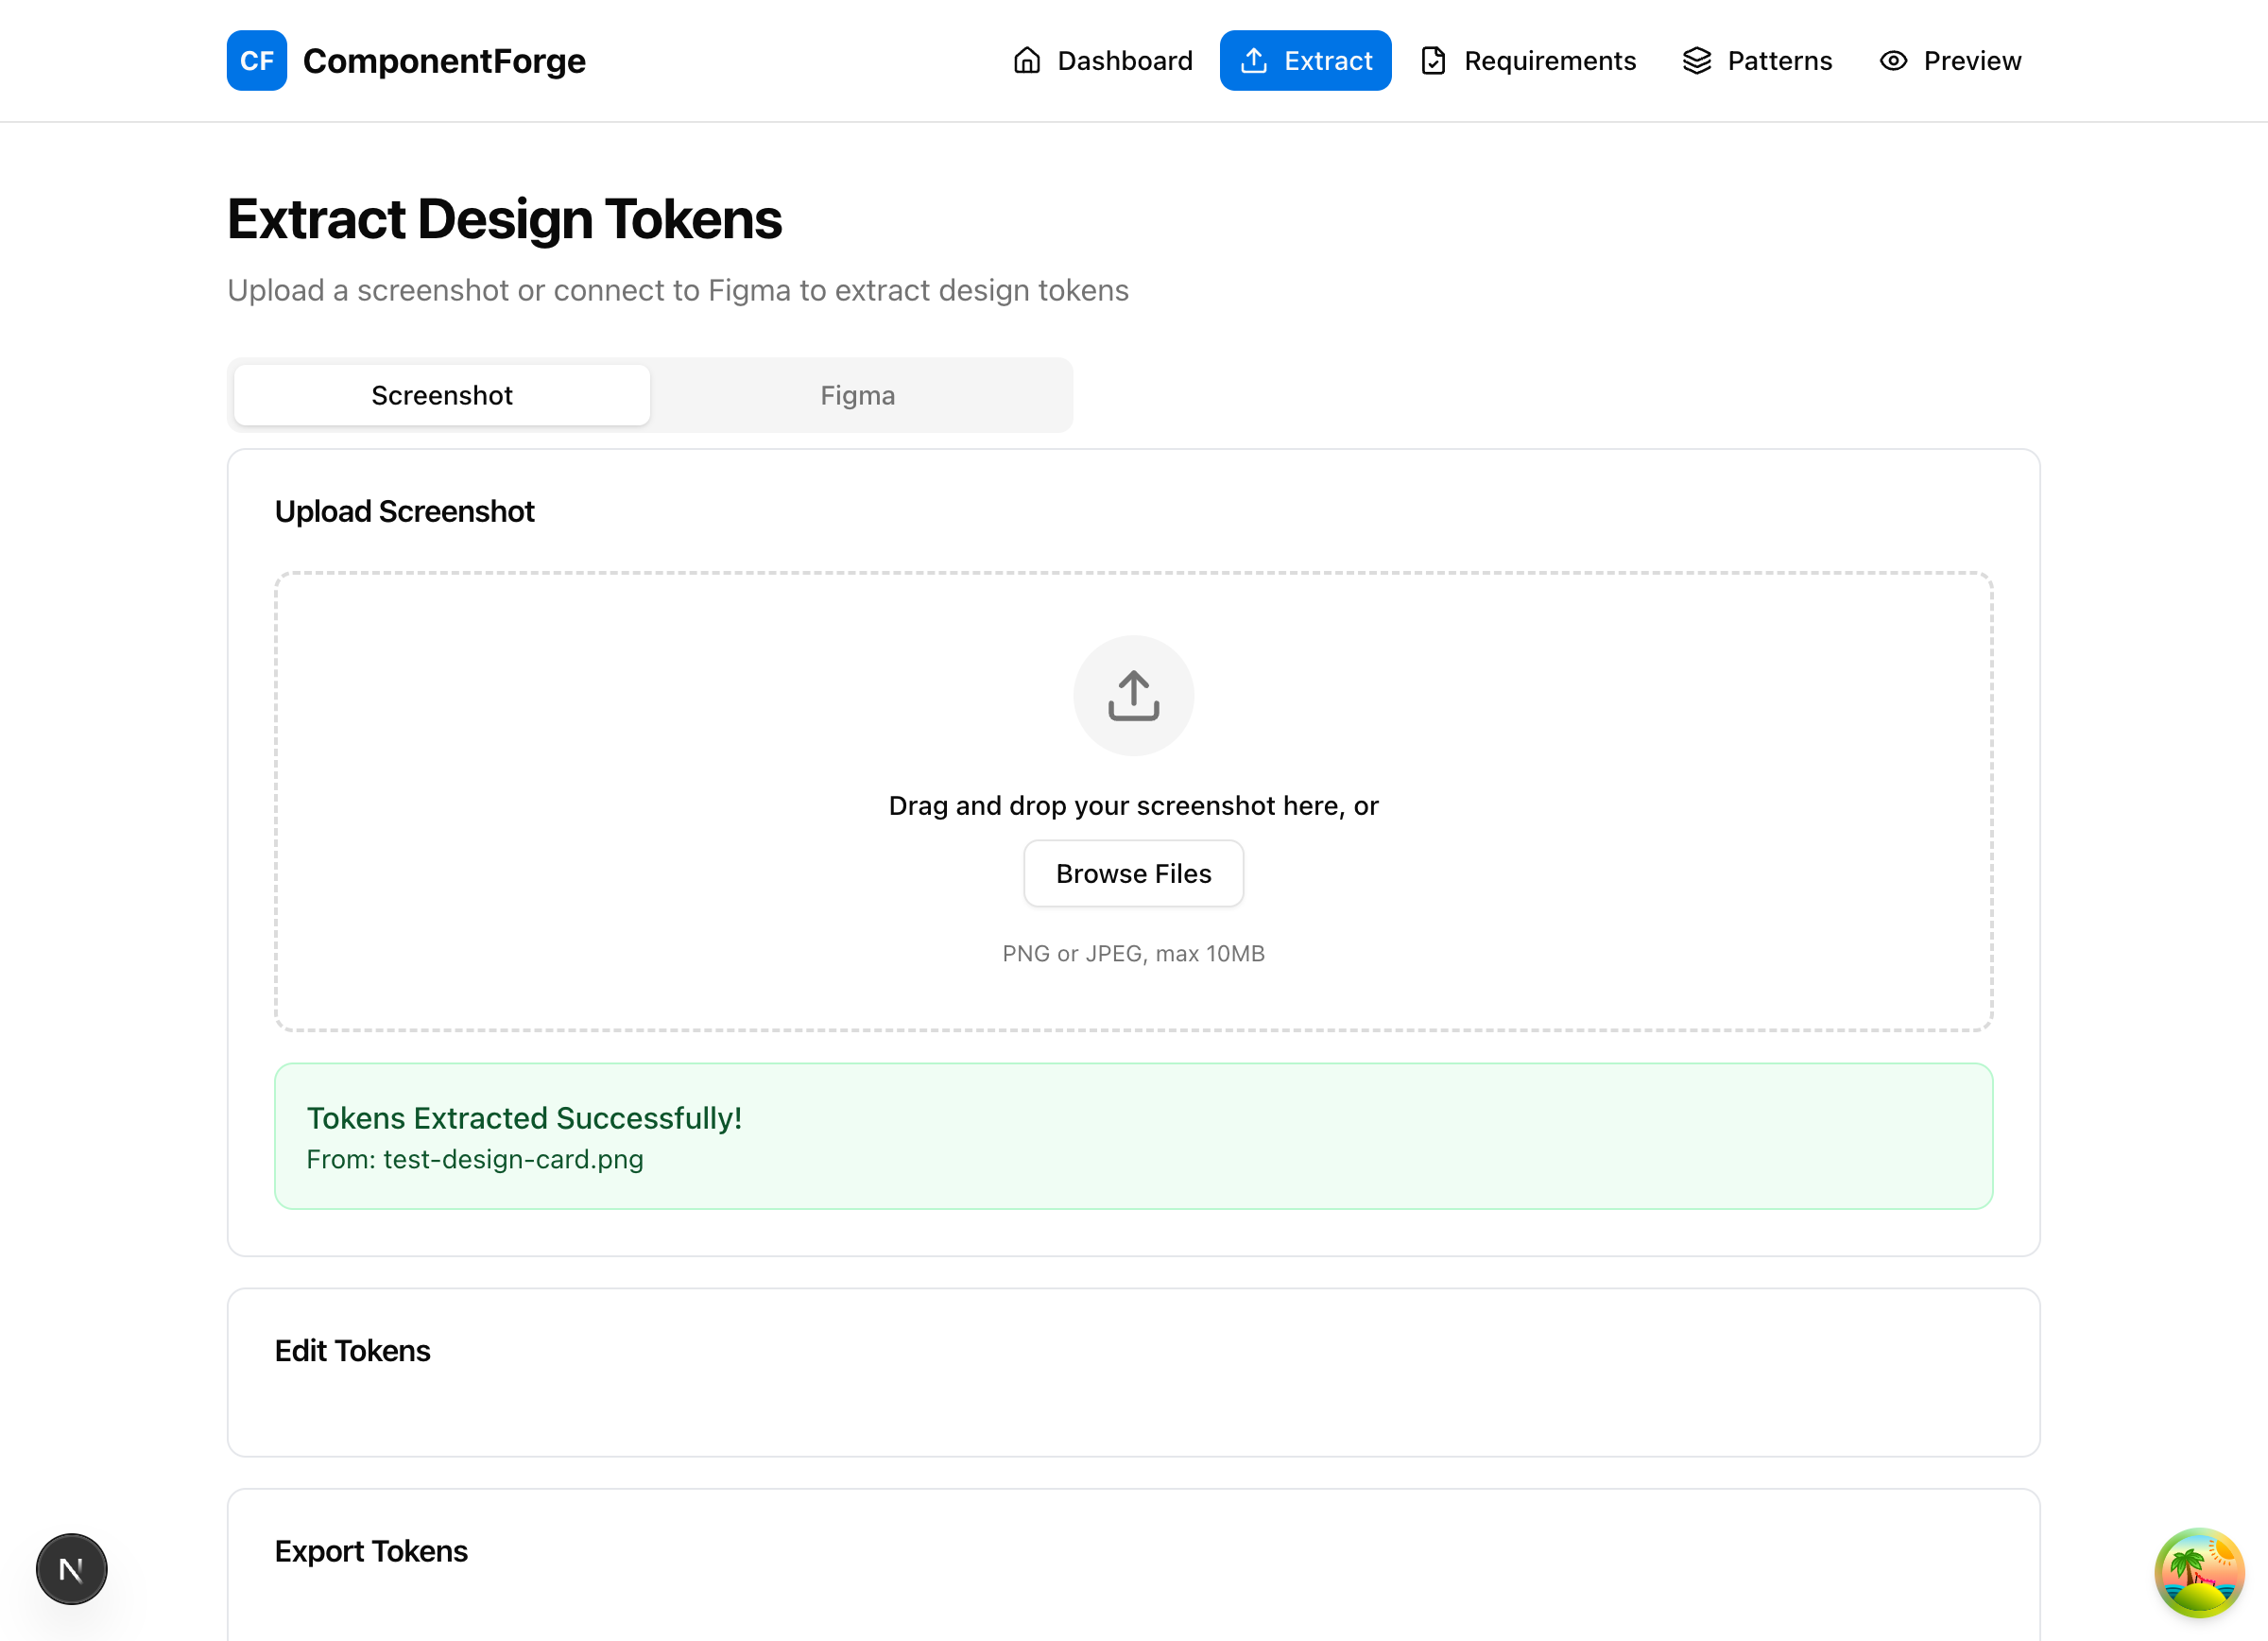 CF ComponentForge
Dashboard Extract Requirements Patterns Preview
Extract Design Tokens
Upload a screenshot or connect to Figma to extract design tokens
Screenshot Figma
Upload Screenshot
Drag and drop your screenshot here, or
Browse Files
PNG or JPEG, max 10MB
Tokens Extracted Successfully!
From: test-design-card.png
Edit Tokens
Export Tokens
N